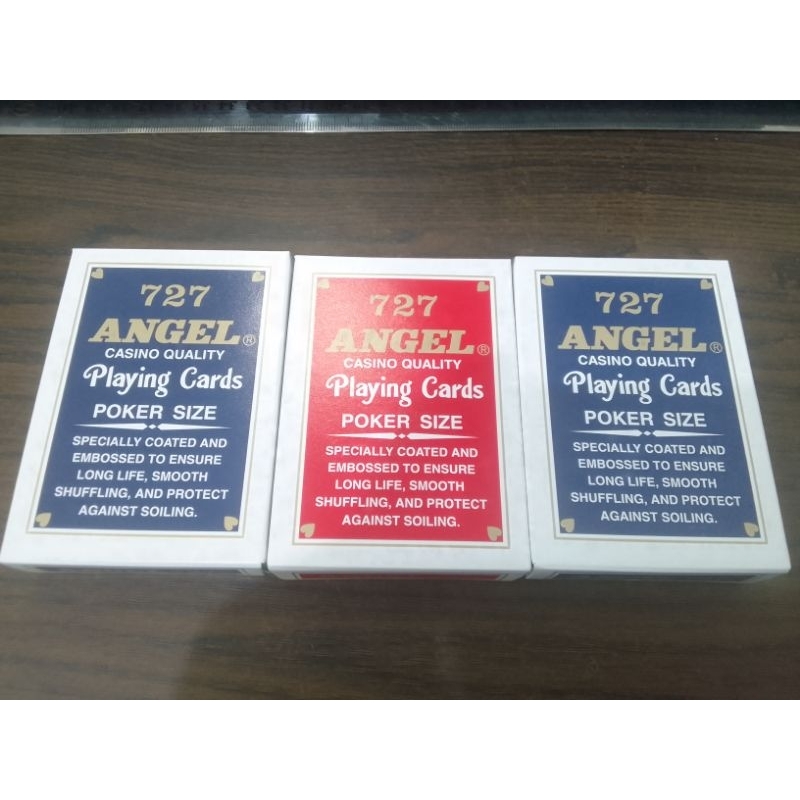 727
ANGEL®
CASINO QUALITY
Playing Cards
POKER SIZE
SPECIALLY COATED AND
EMBOSSED TO ENSURE
LONG LIFE, SMOOTH
SHUFFLING, AND PROTECT
AGAINST SOILING.
727
ANGEL®
CASINO QUALITY
Playing Cards
POKER SIZE
SPECIALLY COATED AND
EMBOSSED TO ENSURE
LONG LIFE, SMOOTH
SHUFFLING, AND PROTECT
AGAINST SOILING.
727
ANGEL®
CASINO QUALITY
Playing Cards
POKER SIZE
SPECIALLY COATED AND
EMBOSSED TO ENSURE
LONG LIFE, SMOOTH
SHUFFLING, AND PROTECT
AGAINST SOILING.